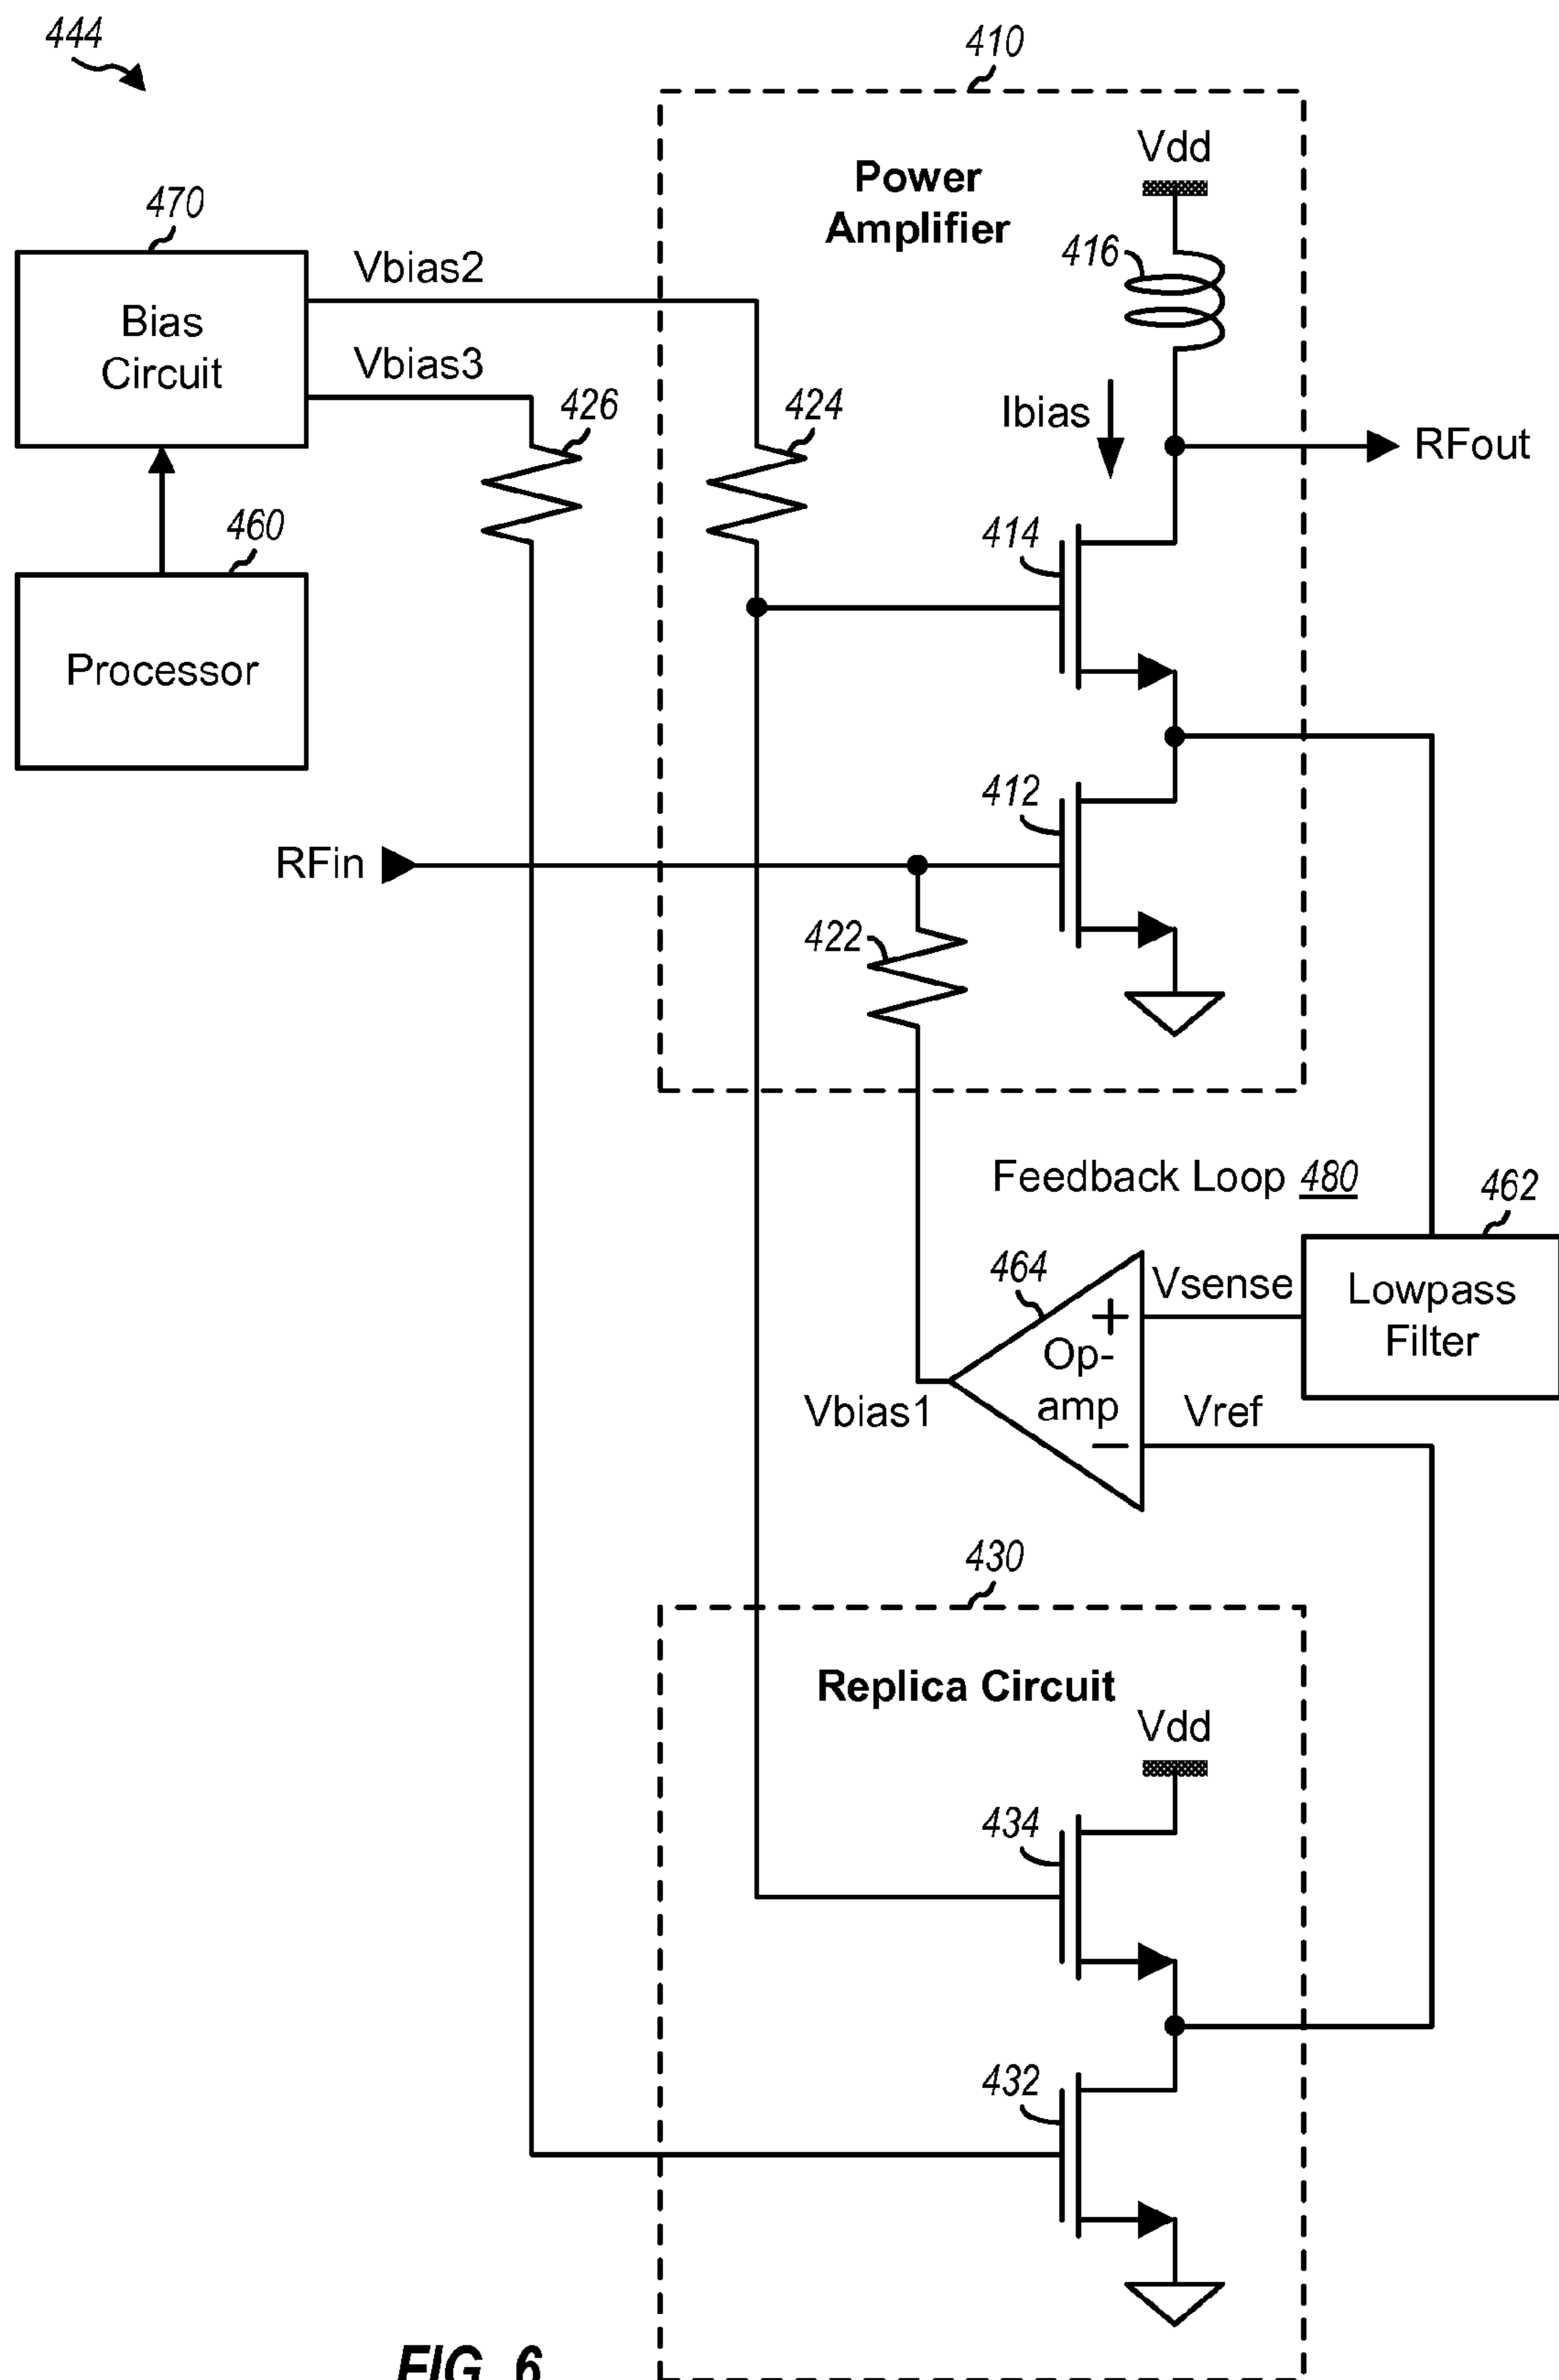 444
410
Power
Amplifier
Vdd
416
470
Bias
Circuit
Vbias2
Vbias3
426
424
Ibias
RFout
460
Processor
414
412
RFin
422
Feedback Loop 480
462
Lowpass
Filter
464
Vsense
+
Op-
amp
−
Vref
Vbias1
430
Replica Circuit
Vdd
434
432
FIG. 6